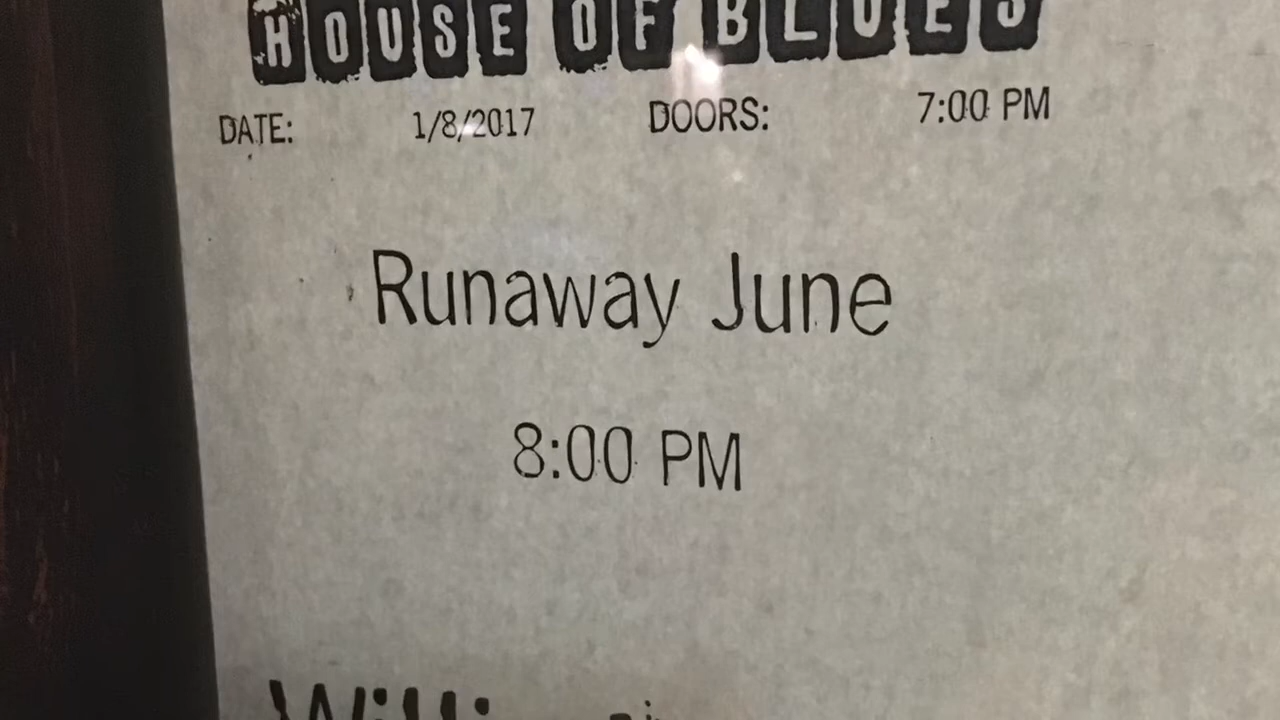 HOUSE OF BLUES
DATE: 1/8/2017 DOORS: 7:00 PM
Runaway June
8:00 PM